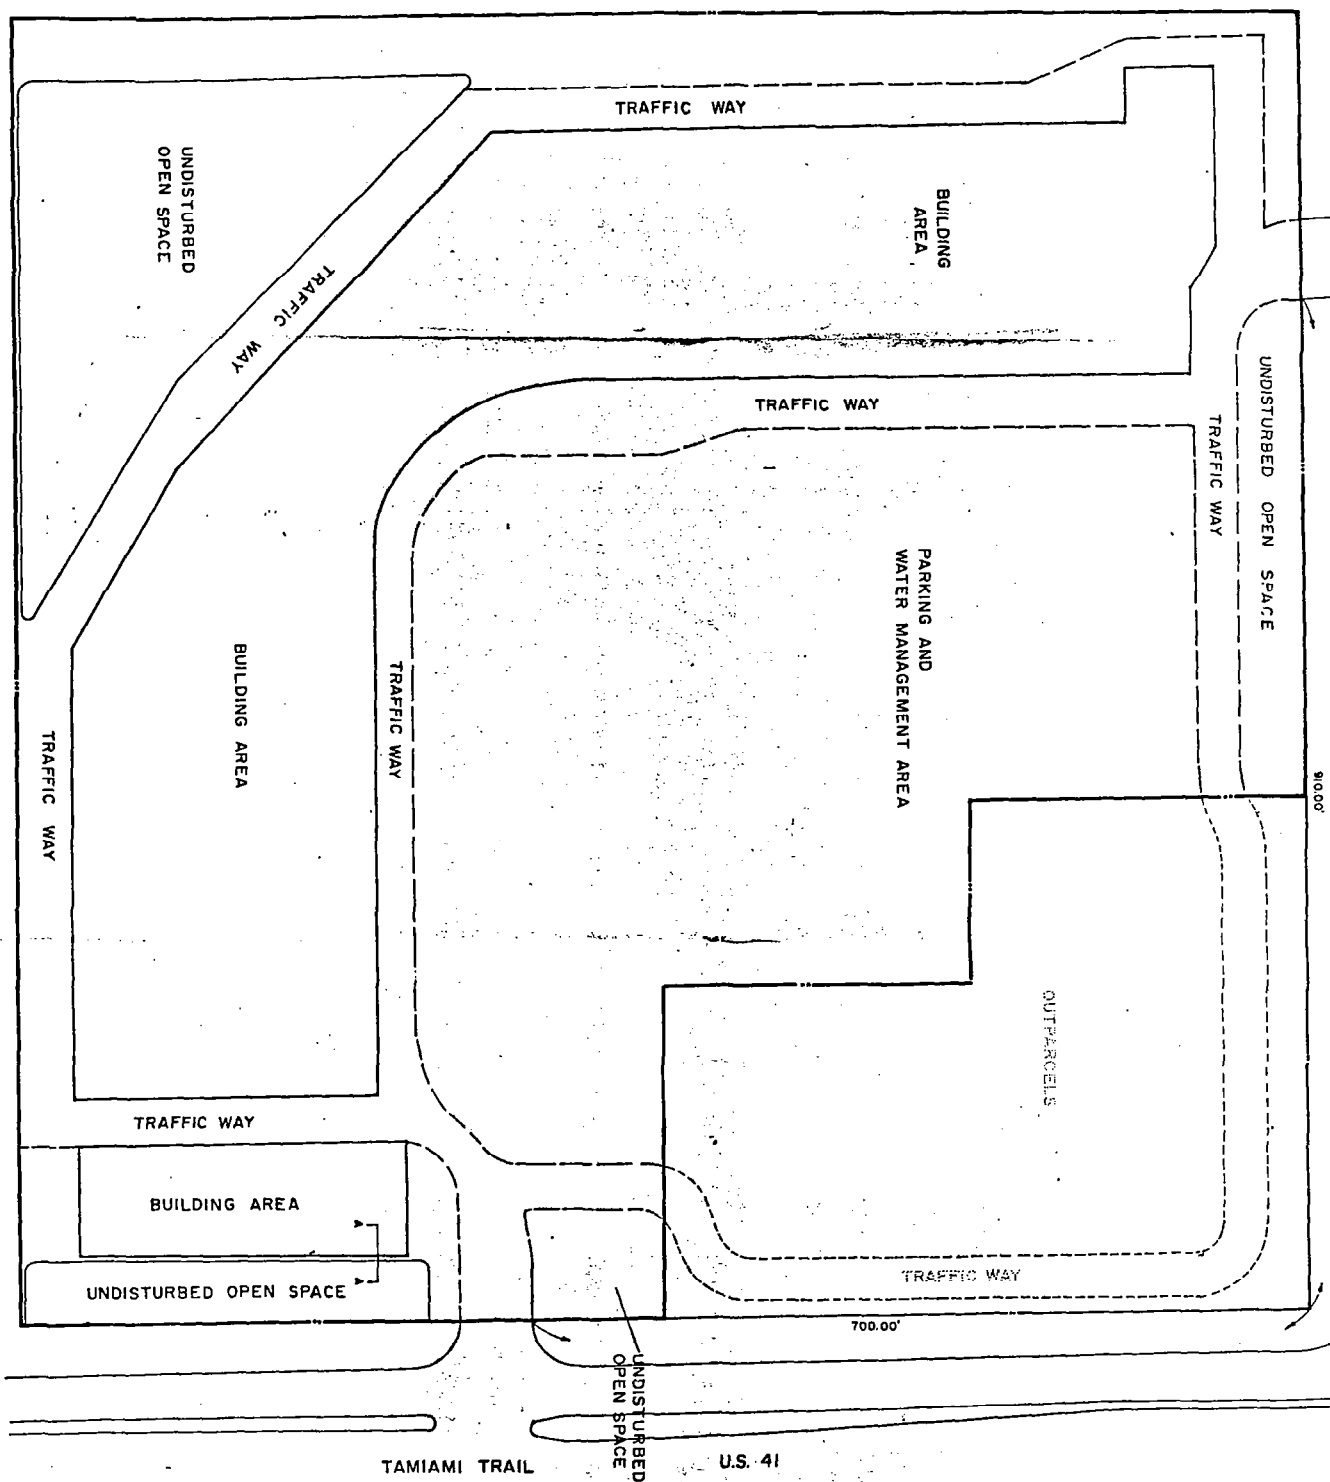 TRAFFIC WAY
UNDISTURBED
OPEN SPACE
BUILDING
AREA
TRAFFIC WAY
TRAFFIC WAY
UNDISTURBED OPEN SPACE
TRAFFIC WAY
PARKING AND
WATER MANAGEMENT AREA
BUILDING AREA
TRAFFIC WAY
TRAFFIC WAY
910.00'
OUTPARCELS
TRAFFIC WAY
BUILDING AREA
UNDISTURBED OPEN SPACE
TRAFFIC WAY
700.00'
UNDISTURBED
OPEN SPACE
TAMIAMI TRAIL U.S. 41